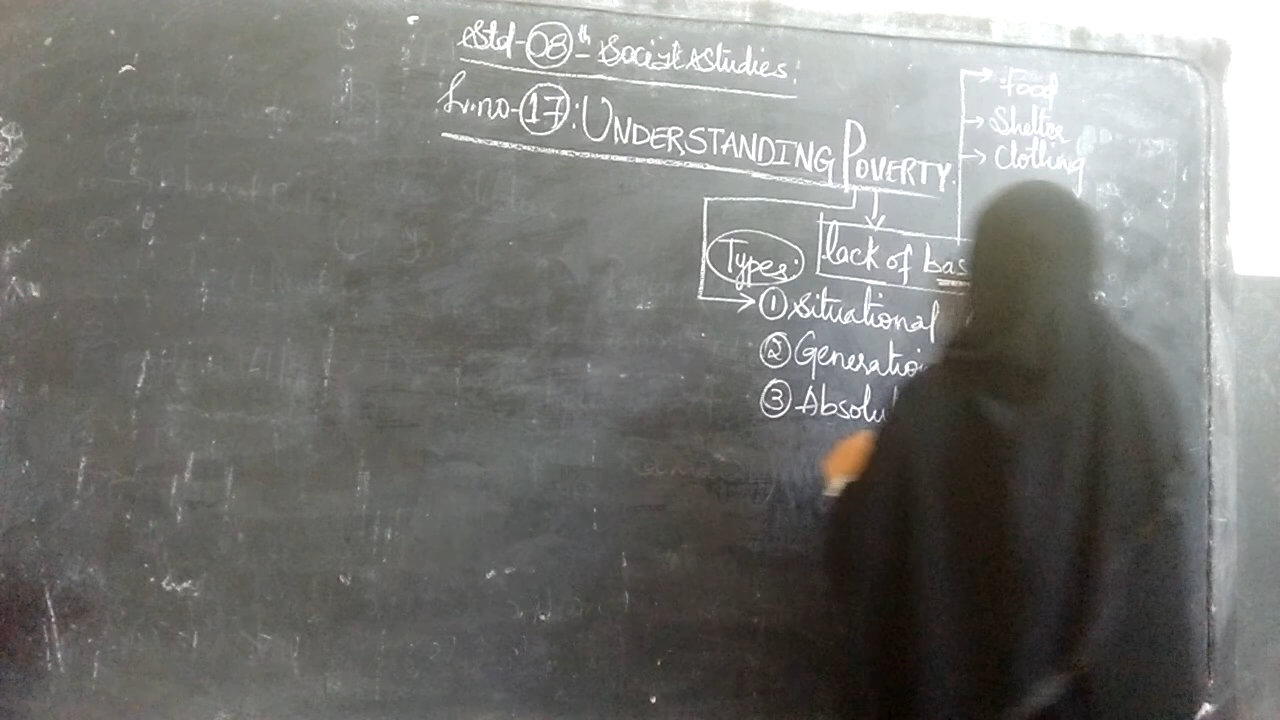 Std-08th Social Studies.
L.no-17: UNDERSTANDING POVERTY.
→ Food
→ Shelter
→ Clothing
lack of bas
Types:
① Situational
② Generatio
③ Absolu